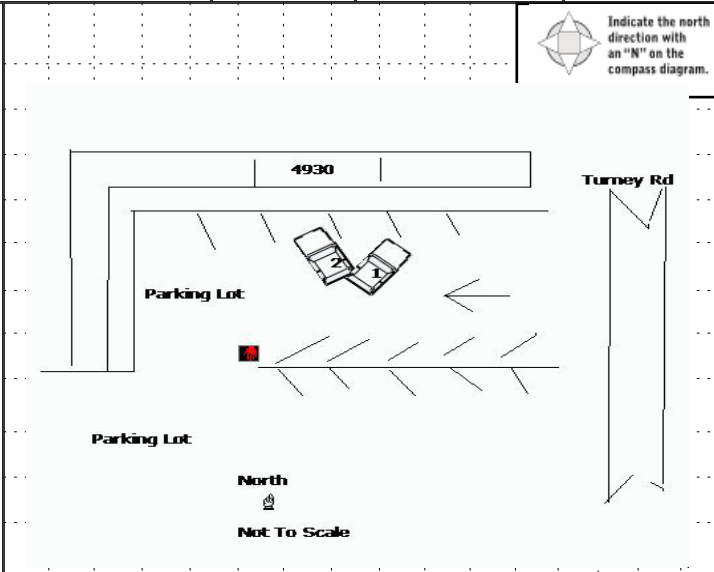 Indicate the north
direction with
an "N" on the
compass diagram.
4930
Turney Rd
2
1
Parking Lot
Parking Lot
North
Not To Scale